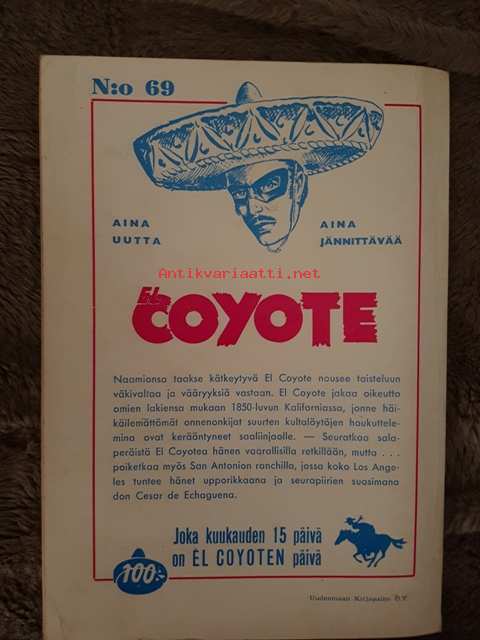 N:o 69
AINA
UUTTA
AINA
JÄNNITTÄVÄÄ
Antikvariaatti.net
EL
COYOTE
Naamionsa taakse kätkeytyvä El Coyote nousee taisteluun
väkivaltaa ja vääryyksiä vastaan. El Coyote jakaa oikeutta
omien lakiensa mukaan 1850-luvun Kaliforniassa, jonne häi-
käilemättömät onnenonkijat suurten kultalöytöjen houkuttele-
mina ovat kerääntyneet saaliinjaolle. — Seuratkaa sala-
peräistä El Coyotea hänen vaarallisilla retkillään, mutta . . .
poiketkaa myös San Antonion ranchilla, jossa koko Los Ange-
les tuntee hänet upporikkaana ja seurapiirien suosimana
don Cesar de Echaguena.
Joka kuukauden 15 päivä
on EL COYOTEN päivä
100:-
Uudenmaan Kirjapaino O.Y.